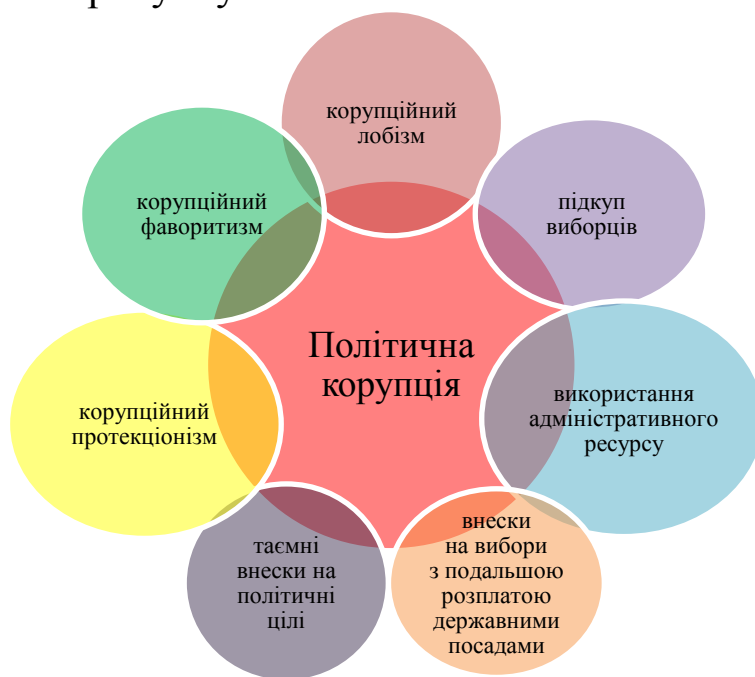 корупційний
лобізм
підкуп
виборців
використання
адміністративного
ресурсу
внески
на вибори
з подальшою
розплатою
державними
посадами
таємні
внески на
політичні
цілі
корупційний
протекціонізм
корупційний
фаворитизм
Політична
корупція